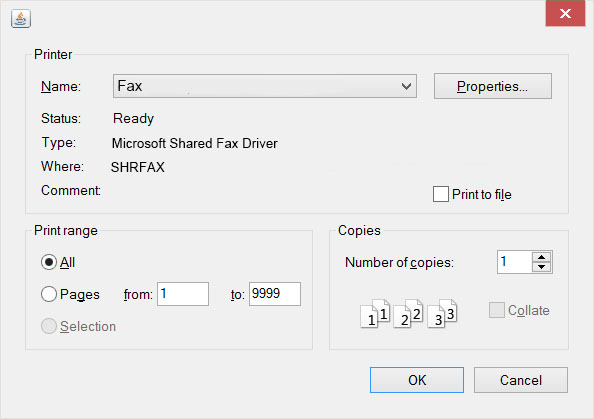 Printer
Name: Fax Properties...
Status: Ready
Type: Microsoft Shared Fax Driver
Where: SHRFAX
Comment: Print to file
Print range
All
Pages from: 1 to: 9999
Selection
Copies
Number of copies: 1
1 1 2 2 3 3 Collate
OK Cancel